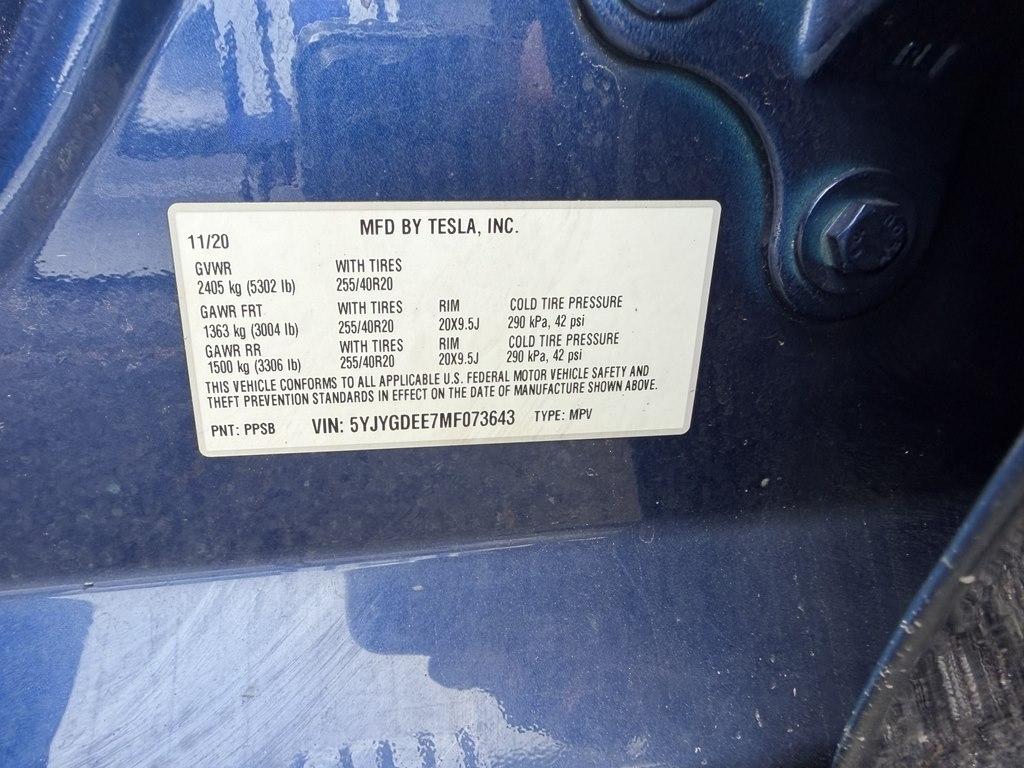 MFD BY TESLA, INC.
11/20
GVWR WITH TIRES
2405 kg (5302 lb) 255/40R20
GAWR FRT WITH TIRES RIM COLD TIRE PRESSURE
1363 kg (3004 lb) 255/40R20 20X9.5J 290 kPa, 42 psi
GAWR RR WITH TIRES RIM COLD TIRE PRESSURE
1500 kg (3306 lb) 255/40R20 20X9.5J 290 kPa, 42 psi
THIS VEHICLE CONFORMS TO ALL APPLICABLE U.S. FEDERAL MOTOR VEHICLE SAFETY AND
THEFT PREVENTION STANDARDS IN EFFECT ON THE DATE OF MANUFACTURE SHOWN ABOVE.
PNT: PPSB VIN: 5YJYGDEE7MF073643 TYPE: MPV